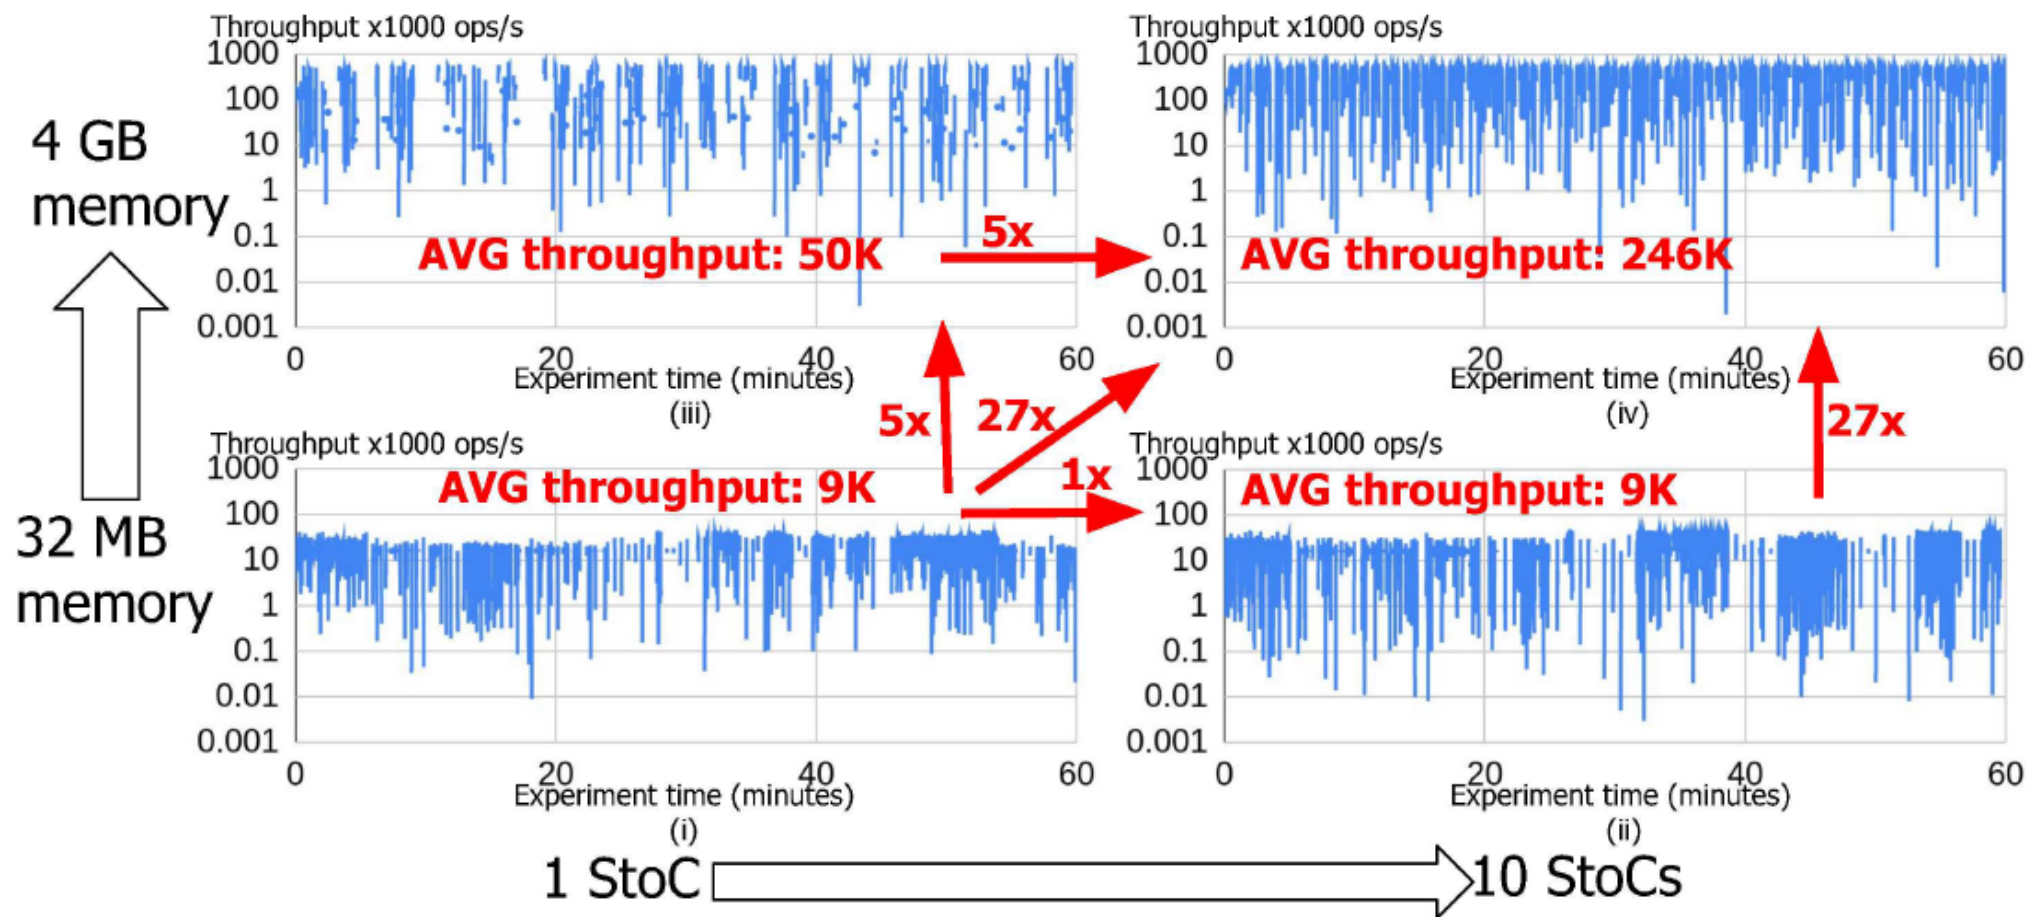 Throughput x1000 ops/s
1000
100
10
1
0.1
0.01
0.001
0 20 40 60
Experiment time (minutes)
(iii)
AVG throughput: 50K
5x
Throughput x1000 ops/s
1000
100
10
1
0.1
0.01
0.001
0 20 40 60
Experiment time (minutes)
(iv)
AVG throughput: 246K
4 GB
memory
32 MB
memory
5x
27x
1x
27x
Throughput x1000 ops/s
1000
100
10
1
0.1
0.01
0.001
0 20 40 60
Experiment time (minutes)
(i)
AVG throughput: 9K
Throughput x1000 ops/s
1000
100
10
1
0.1
0.01
0.001
0 20 40 60
Experiment time (minutes)
(ii)
AVG throughput: 9K
1 StoC
10 StoCs